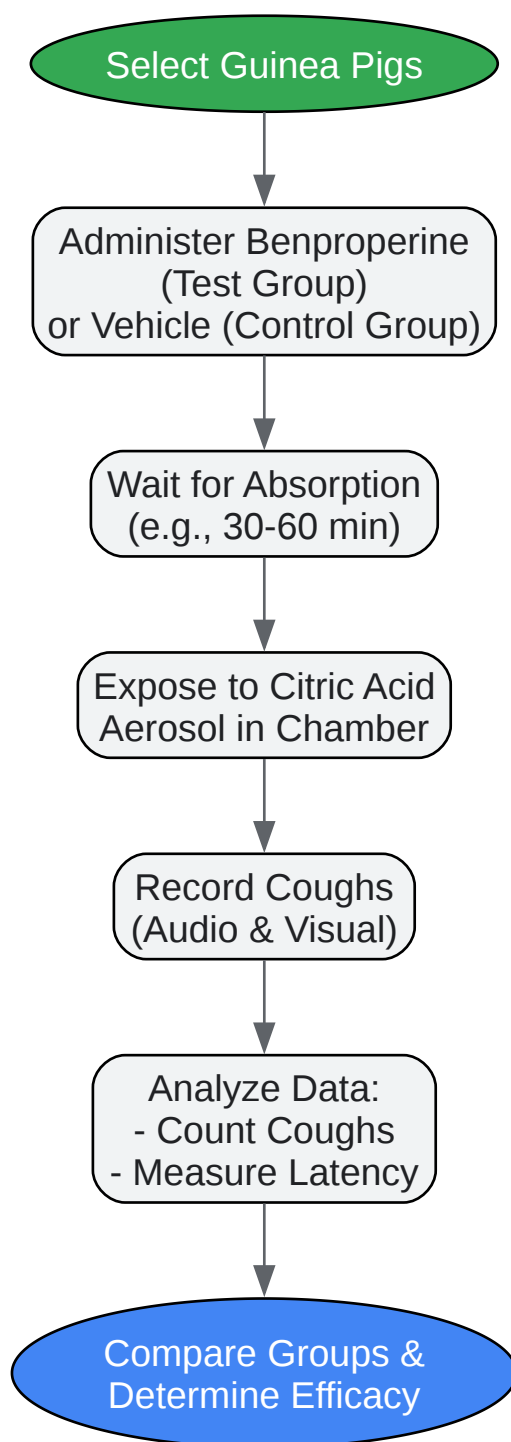 Select Guinea Pigs
Administer Benproperine
(Test Group)
or Vehicle (Control Group)
Wait for Absorption
(e.g., 30-60 min)
Expose to Citric Acid
Aerosol in Chamber
Record Coughs
(Audio & Visual)
Analyze Data:
- Count Coughs
- Measure Latency
Compare Groups &
Determine Efficacy